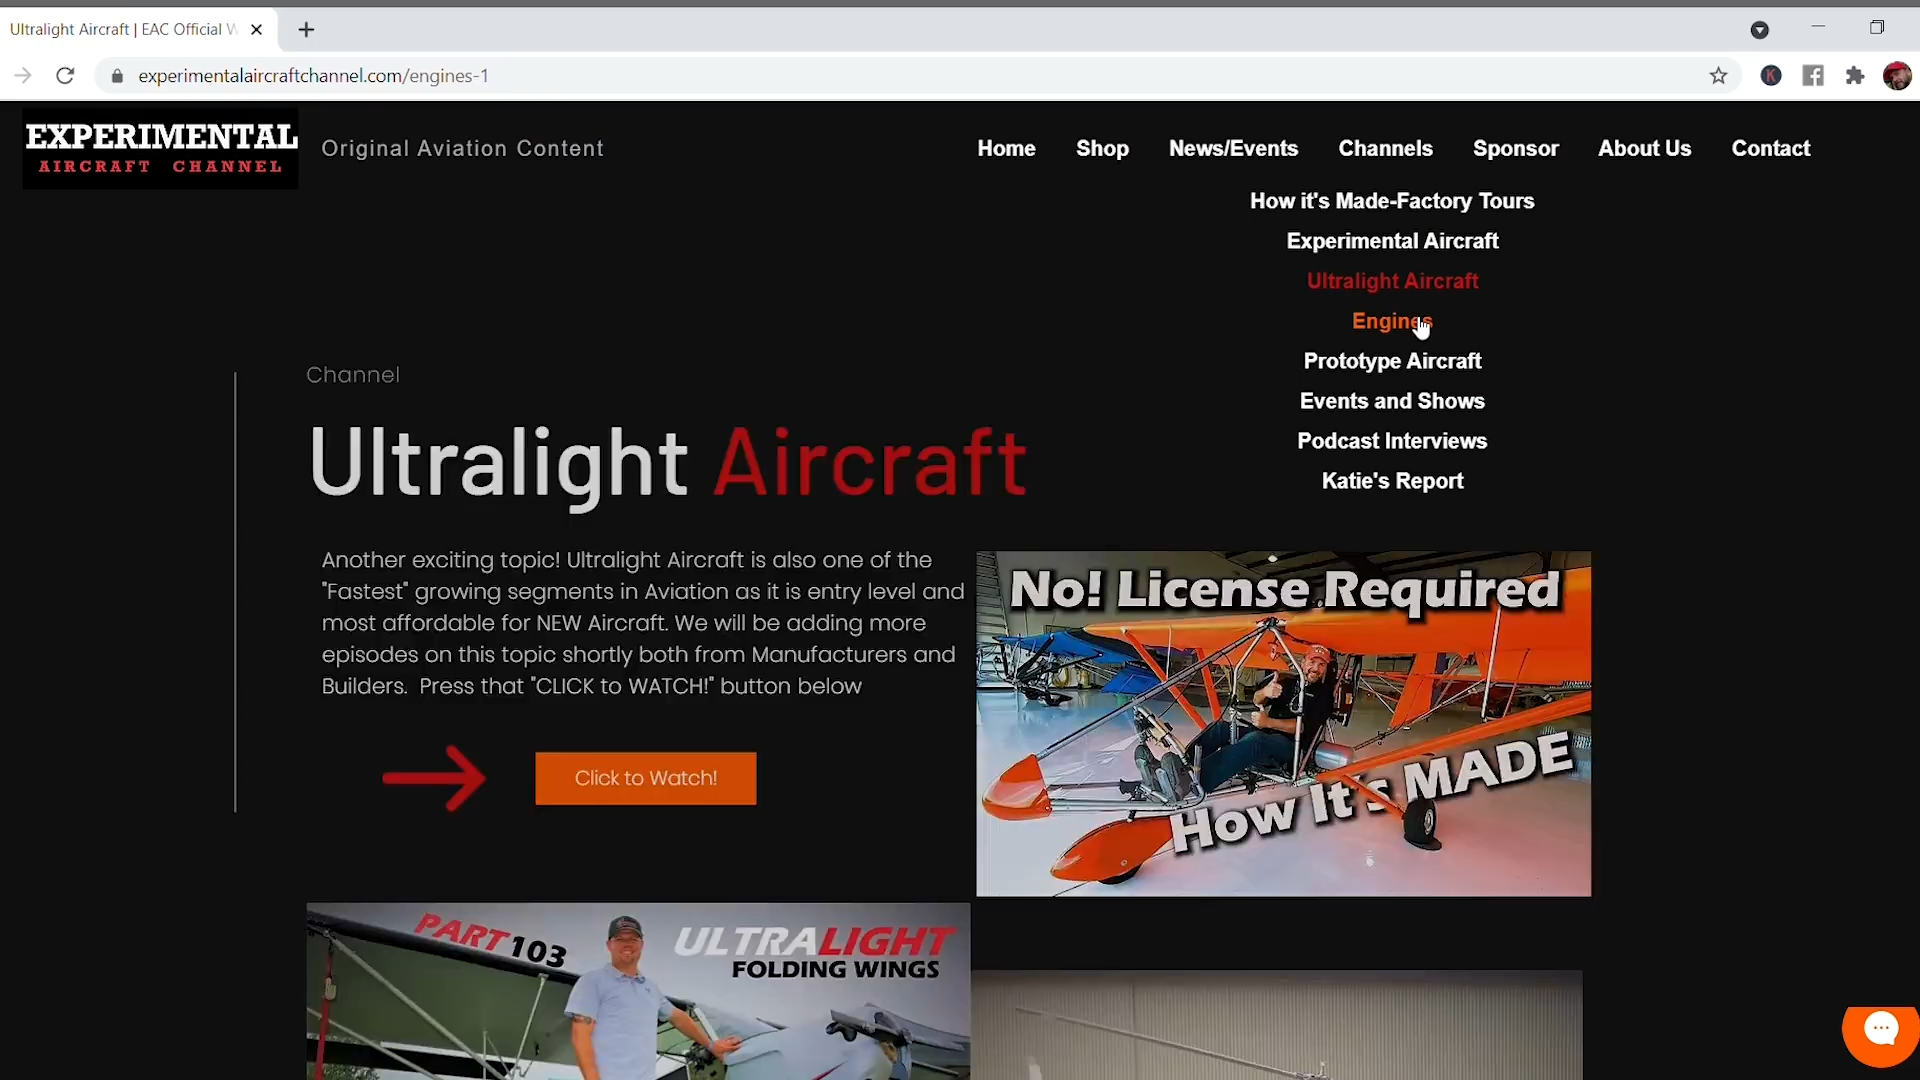 Ultralight Aircraft | EAC Official W
experimentalaircraftchannel.com/engines-1
K
EXPERIMENTAL
AIRCRAFT CHANNEL
Original Aviation Content
Home
Shop
News/Events
Channels
Sponsor
About Us
Contact
How it's Made-Factory Tours
Experimental Aircraft
Ultralight Aircraft
Engines
Prototype Aircraft
Events and Shows
Podcast Interviews
Katie's Report
Channel
Ultralight Aircraft
Another exciting topic! Ultralight Aircraft is also one of the
"Fastest" growing segments in Aviation as it is entry level and
most affordable for NEW Aircraft. We will be adding more
episodes on this topic shortly both from Manufacturers and
Builders. Press that "CLICK to WATCH!" button below
Click to Watch!
No! License Required
How It's MADE
PART 103
ULTRALIGHT
FOLDING WINGS